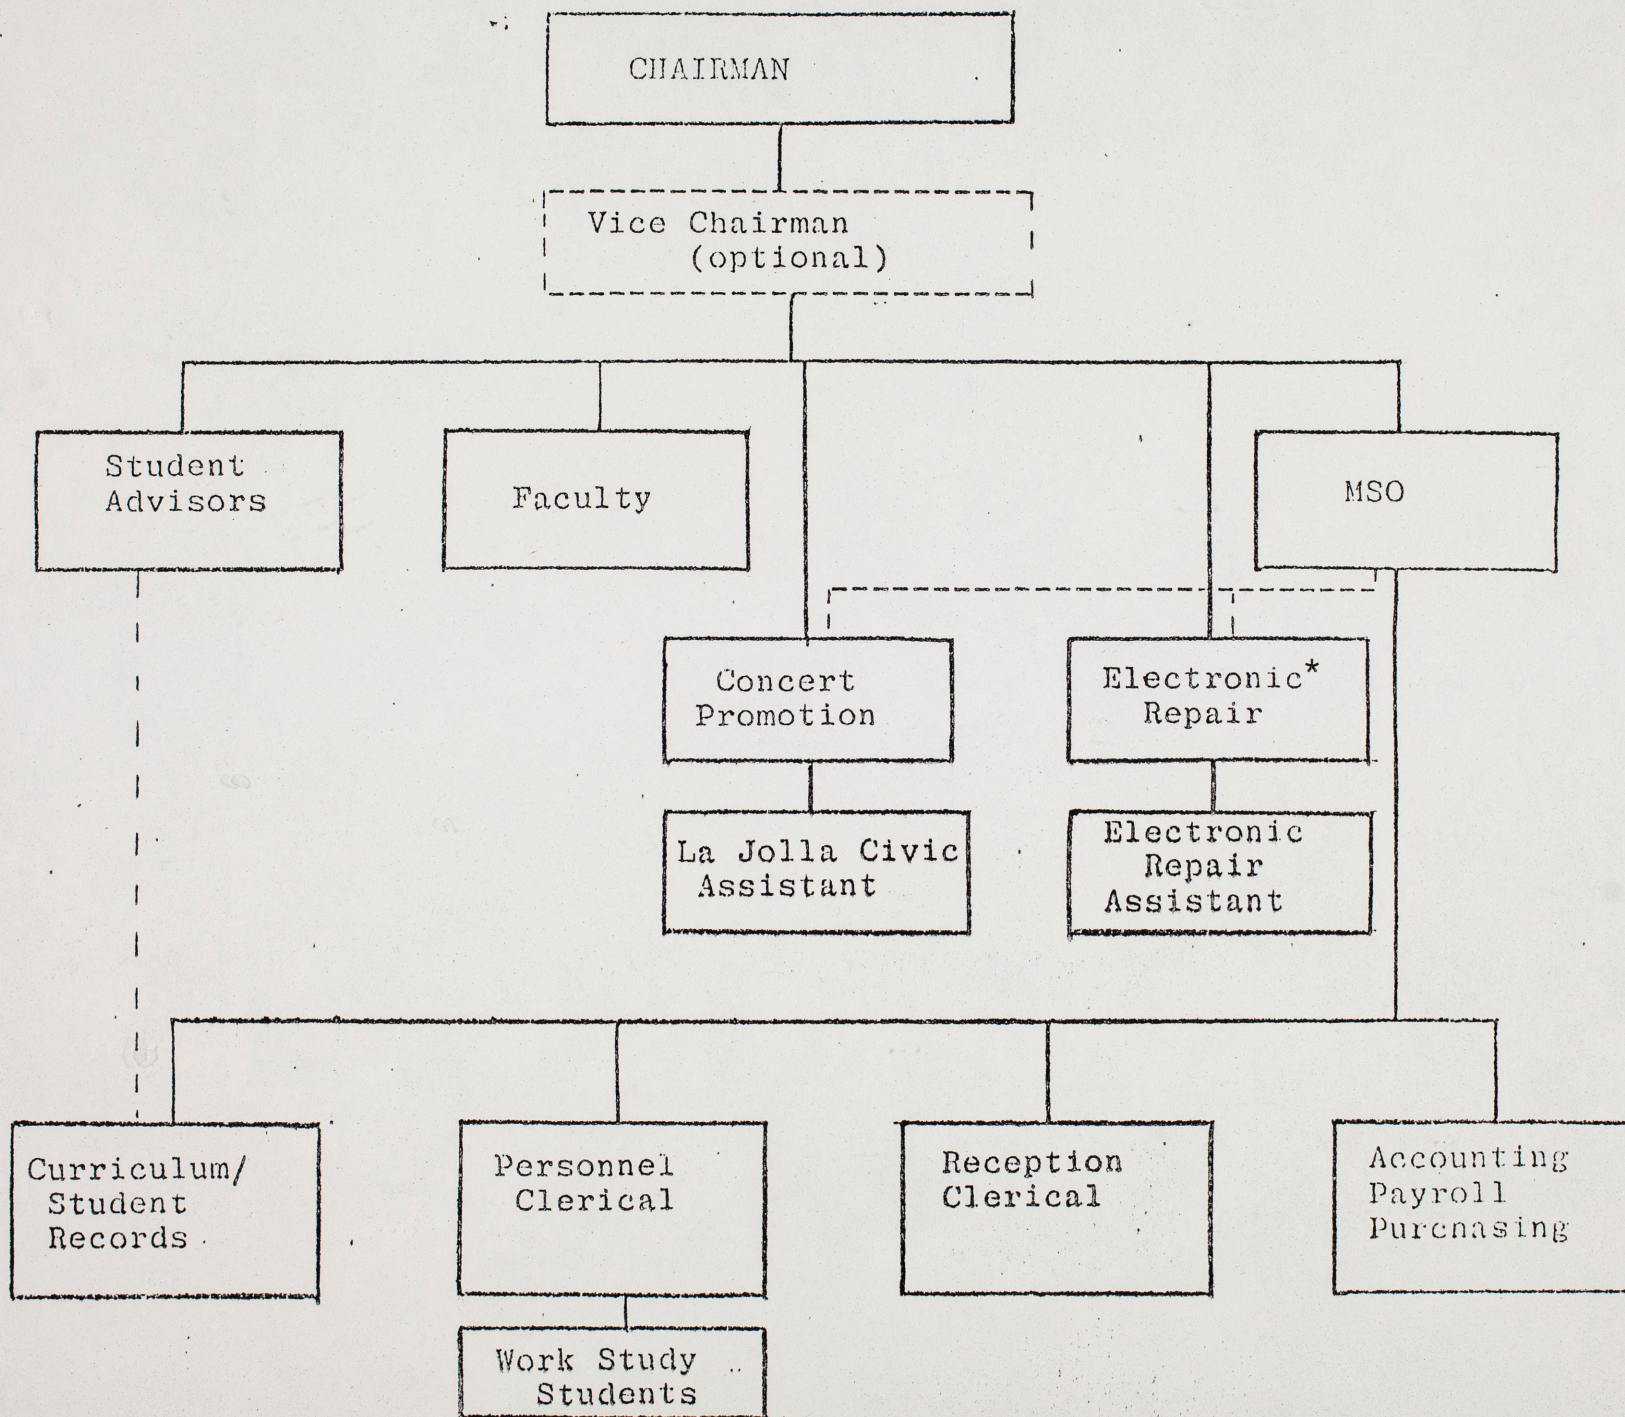 CHAIRMAN
Vice Chairman
(optional)
Student
Advisors
Faculty
MSO
Concert
Promotion
Electronic*
Repair
La Jolla Civic
Assistant
Electronic
Repair
Assistant
Curriculum/
Student
Records
Personnel
Clerical
Reception
Clerical
Accounting
Payroll
Purchasing
Work Study
Students